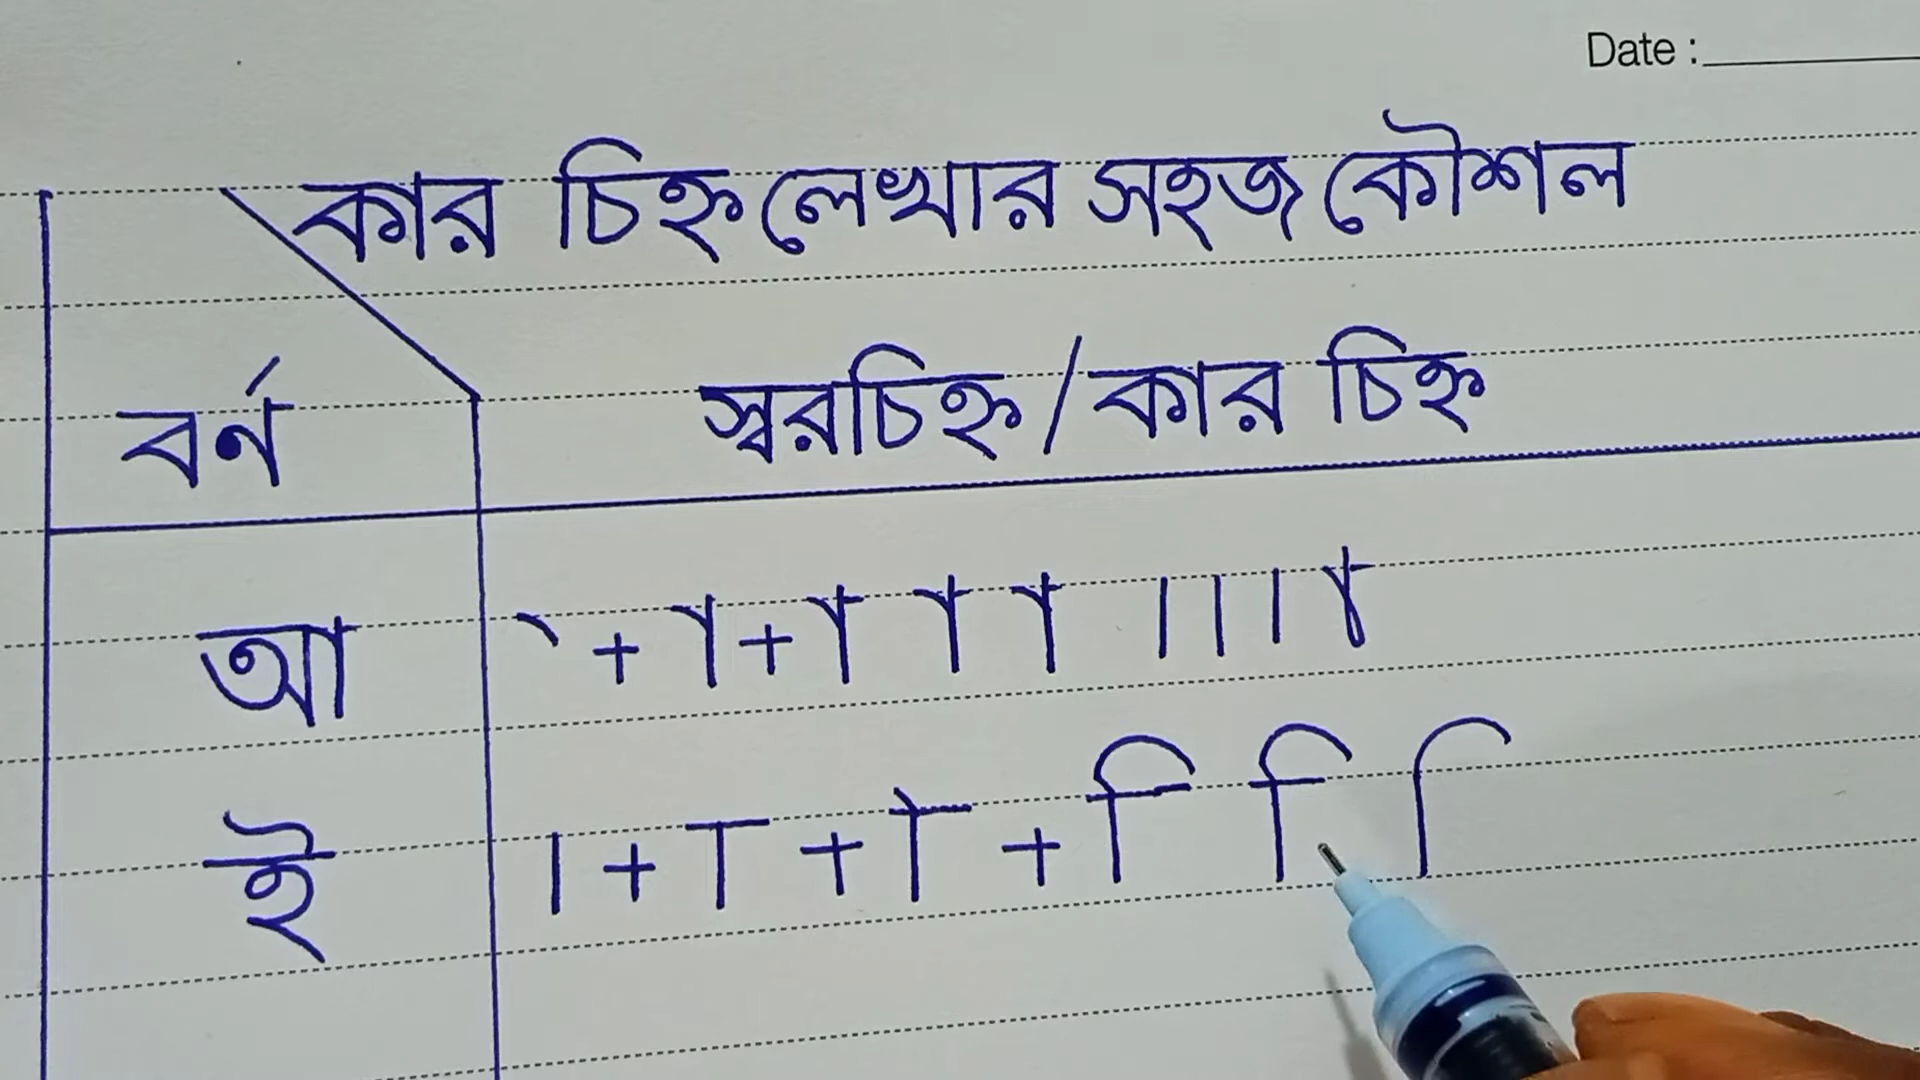 Date :
কার চিহ্ন লেখার সহজ কৌশল
বর্ন স্বরচিহ্ন / কার চিহ্ন
আ ` + া + া া া । । । া
ই । + T + T + ি ি ি